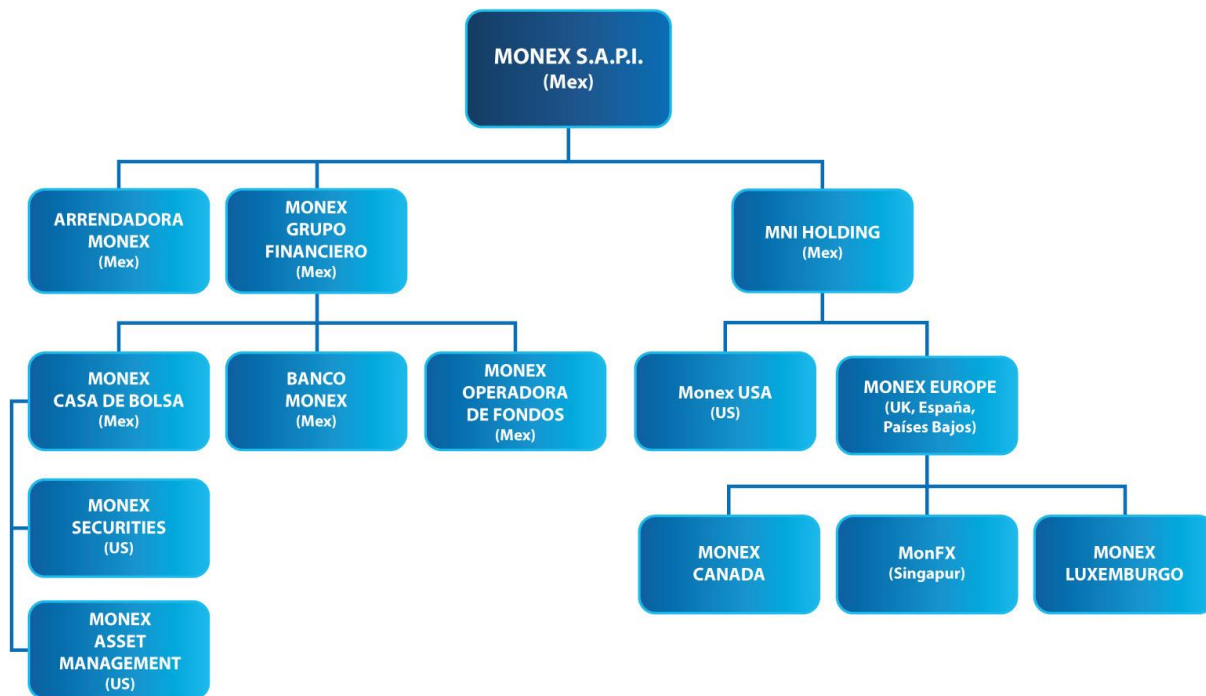 MONEX S.A.P.I.
(Mex)
ARRENDADORA
MONEX
(Mex)
MONEX
GRUPO
FINANCIERO
(Mex)
MNI HOLDING
(Mex)
MONEX
CASA DE BOLSA
(Mex)
BANCO
MONEX
(Mex)
MONEX
OPERADORA
DE FONDOS
(Mex)
Monex USA
(US)
MONEX EUROPE
(UK, España,
Países Bajos)
MONEX
SECURITIES
(US)
MONEX
CANADA
MonFX
(Singapur)
MONEX
LUXEMBURGO
MONEX
ASSET
MANAGEMENT
(US)